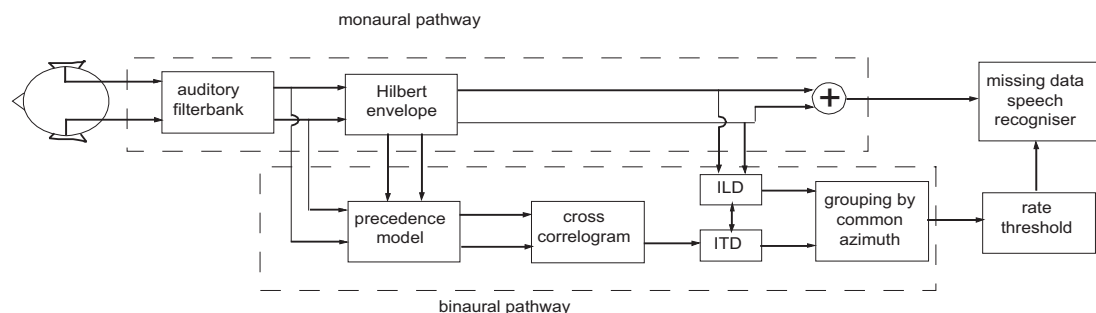 monaural pathway
auditory
filterbank
Hilbert
envelope
+
missing data
speech
recogniser
precedence
model
cross
correlogram
ILD
ITD
grouping by
common
azimuth
rate
threshold
binaural pathway